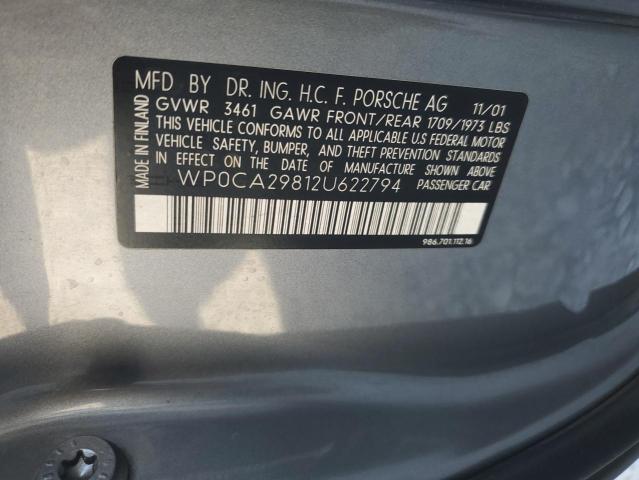 MFD BY DR. ING. H.C. F. PORSCHE AG 11/01
GVWR 3461 GAWR FRONT/REAR 1709/1973 LBS
THIS VEHICLE CONFORMS TO ALL APPLICABLE U.S. FEDERAL MOTOR
VEHICLE SAFETY, BUMPER, AND THEFT PREVENTION STANDARDS
IN EFFECT ON THE DATE OF MANUFACTURE SHOWN ABOVE.
WP0CA29812U622794 PASSENGER CAR
MADE IN FINLAND
986.701.112.16